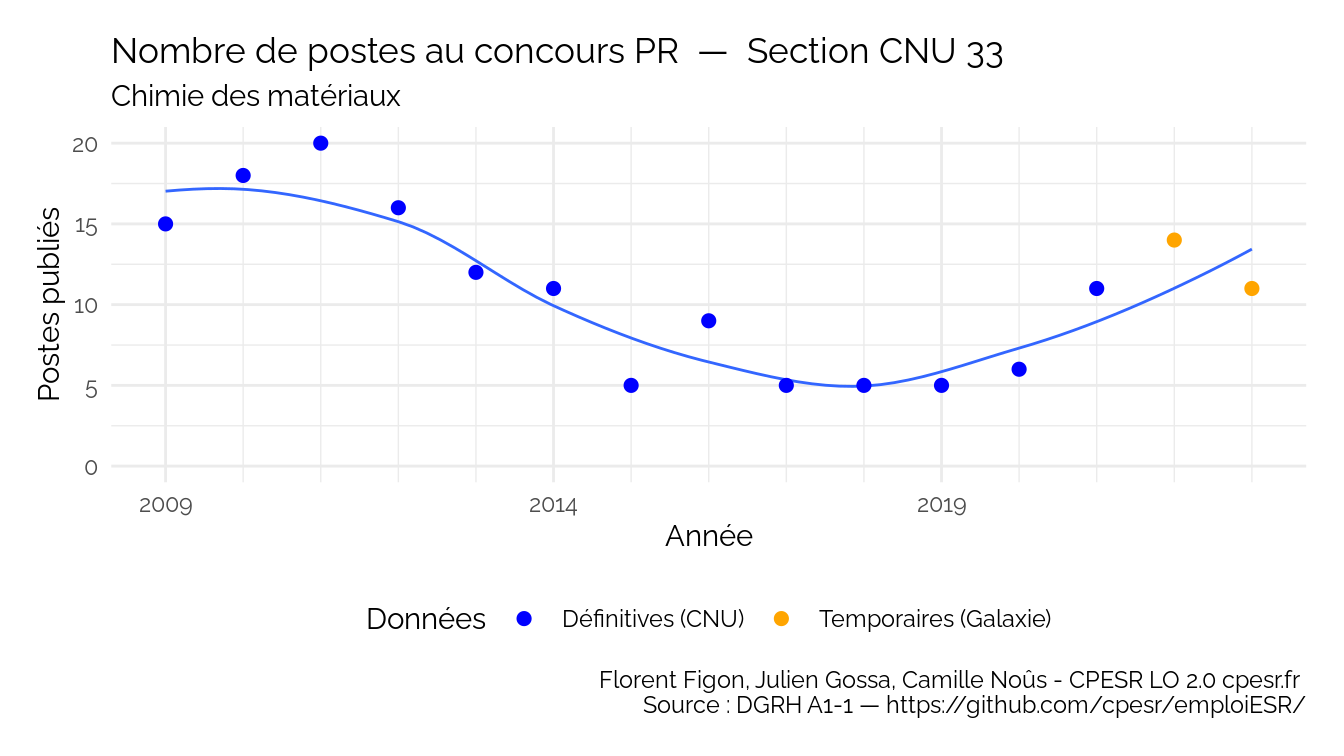 Nombre de postes au concours PR — Section CNU 33
Chimie des matériaux
20
15
10
5
0
Postes publiés
2009 2014 2019
Année
Données Définitives (CNU) Temporaires (Galaxie)
Florent Figon, Julien Gossa, Camille Noûs - CPESR LO 2.0 cpesr.fr
Source : DGRH A1-1 — https://github.com/cpesr/emploiESR/